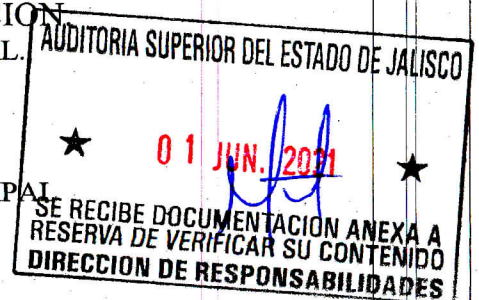 CION.
L.
AUDITORIA SUPERIOR DEL ESTADO DE JALISCO
★ 01 JUN. 2021 ★
PAL
SE RECIBE DOCUMENTACION ANEXA A
RESERVA DE VERIFICAR SU CONTENIDO
DIRECCION DE RESPONSABILIDADES